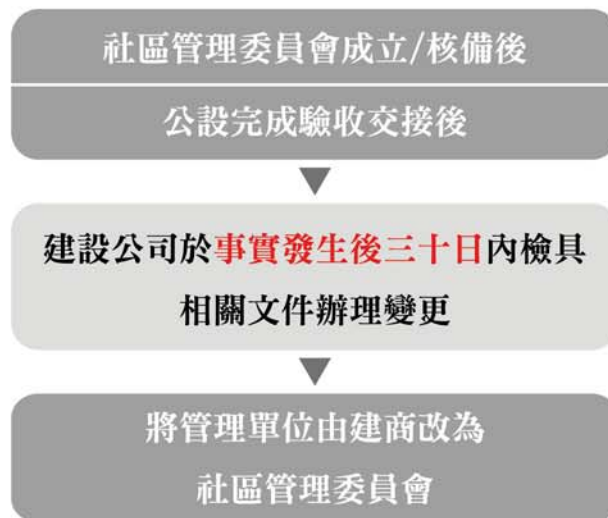 社區管理委員會成立/核備後
公設完成驗收交接後
建設公司於事實發生後三十日內檢具
相關文件辦理變更
將管理單位由建商改為
社區管理委員會